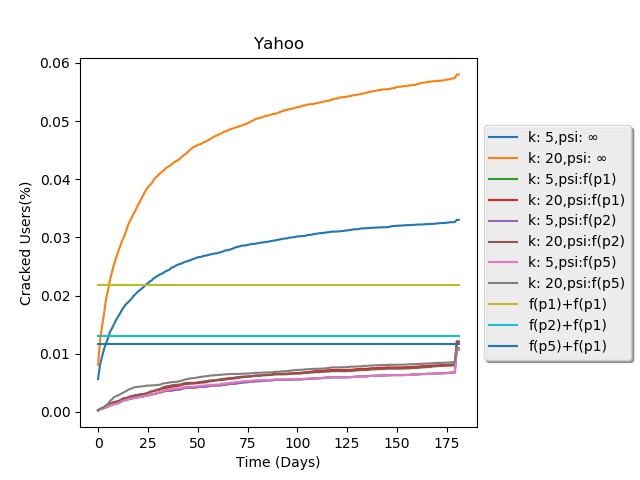 Yahoo
Cracked Users(%)
0.06
0.05
0.04
0.03
0.02
0.01
0.00
0 25 50 75 100 125 150 175
Time (Days)
k: 5,psi: ∞
k: 20,psi: ∞
k: 5,psi:f(p1)
k: 20,psi:f(p1)
k: 5,psi:f(p2)
k: 20,psi:f(p2)
k: 5,psi:f(p5)
k: 20,psi:f(p5)
f(p1)+f(p1)
f(p2)+f(p1)
f(p5)+f(p1)